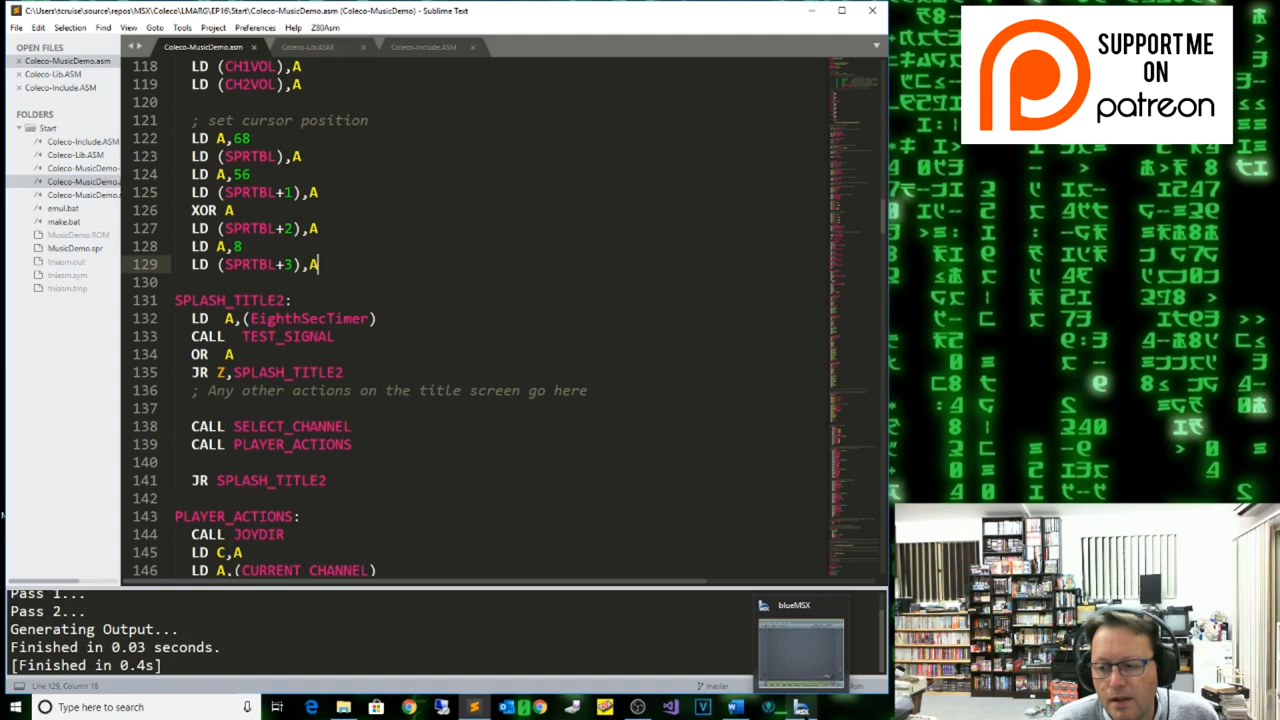 C:\Users\tcruise\source\repos\MSX\Coleco\LMARG\EP16\Start\Coleco-MusicDemo.asm (Coleco-MusicDemo) - Sublime Text
File Edit Selection Find View Goto Tools Project Preferences Help Z80Asm
OPEN FILES
× Coleco-MusicDemo.asm
× Coleco-Lib.ASM
× Coleco-Include.ASM
FOLDERS
Start
/* Coleco-Include.ASM
/* Coleco-Lib.ASM
/* Coleco-MusicDemo-
/* Coleco-MusicDemo.
/* Coleco-MusicDemo.s
/* emul.bat
/* make.bat
MusicDemo.ROM
MusicDemo.spr
tniasm.out
tniasm.sym
tniasm.tmp
Coleco-MusicDemo.asm × Coleco-Lib.ASM × Coleco-Include.ASM ×
118 LD (CH1VOL),A
119 LD (CH2VOL),A
120
121 ; set cursor position
122 LD A,68
123 LD (SPRTBL),A
124 LD A,56
125 LD (SPRTBL+1),A
126 XOR A
127 LD (SPRTBL+2),A
128 LD A,8
129 LD (SPRTBL+3),A
130
131 SPLASH_TITLE2:
132 LD A,(EighthSecTimer)
133 CALL TEST_SIGNAL
134 OR A
135 JR Z,SPLASH_TITLE2
136 ; Any other actions on the title screen go here
137
138 CALL SELECT_CHANNEL
139 CALL PLAYER_ACTIONS
140
141 JR SPLASH_TITLE2
142
143 PLAYER_ACTIONS:
144 CALL JOYDIR
145 LD C,A
146 LD A,(CURRENT_CHANNEL)
Pass 1...
Pass 2...
Generating Output...
Finished in 0.03 seconds.
[Finished in 0.4s]
blueMSX
Line 129, Column 18
master
Asm
Type here to search
SUPPORT ME
ON
patreon